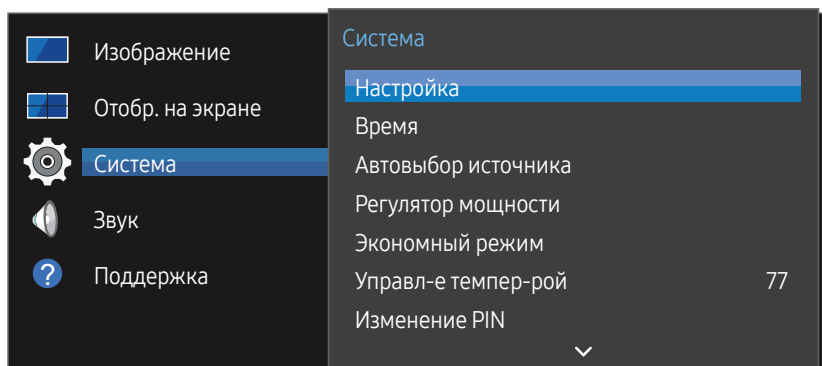 Изображение
Отобр. на экране
Система
Звук
Поддержка
Система
Настройка
Время
Автовыбор источника
Регулятор мощности
Экономный режим
Управл-е темпер-рой 77
Изменение PIN